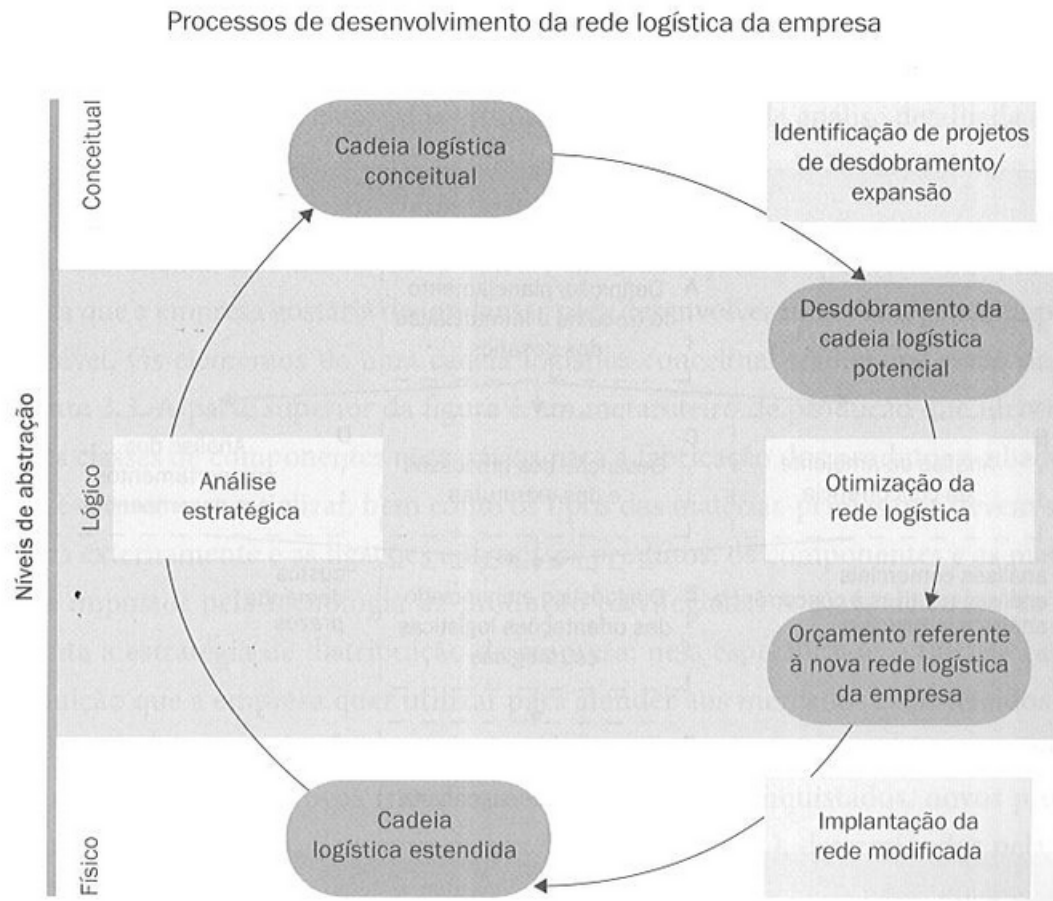 Processos de desenvolvimento da rede logística da empresa
Níveis de abstração
Conceitual
Cadeia logística
conceitual
Identificação de projetos
de desdobramento/
expansão
Desdobramento da
cadeia logística
potencial
Lógico
Análise
estratégica
Otimização da
rede logística
Orçamento referente
à nova rede logística
da empresa
Físico
Cadeia
logística estendida
Implantação da
rede modificada